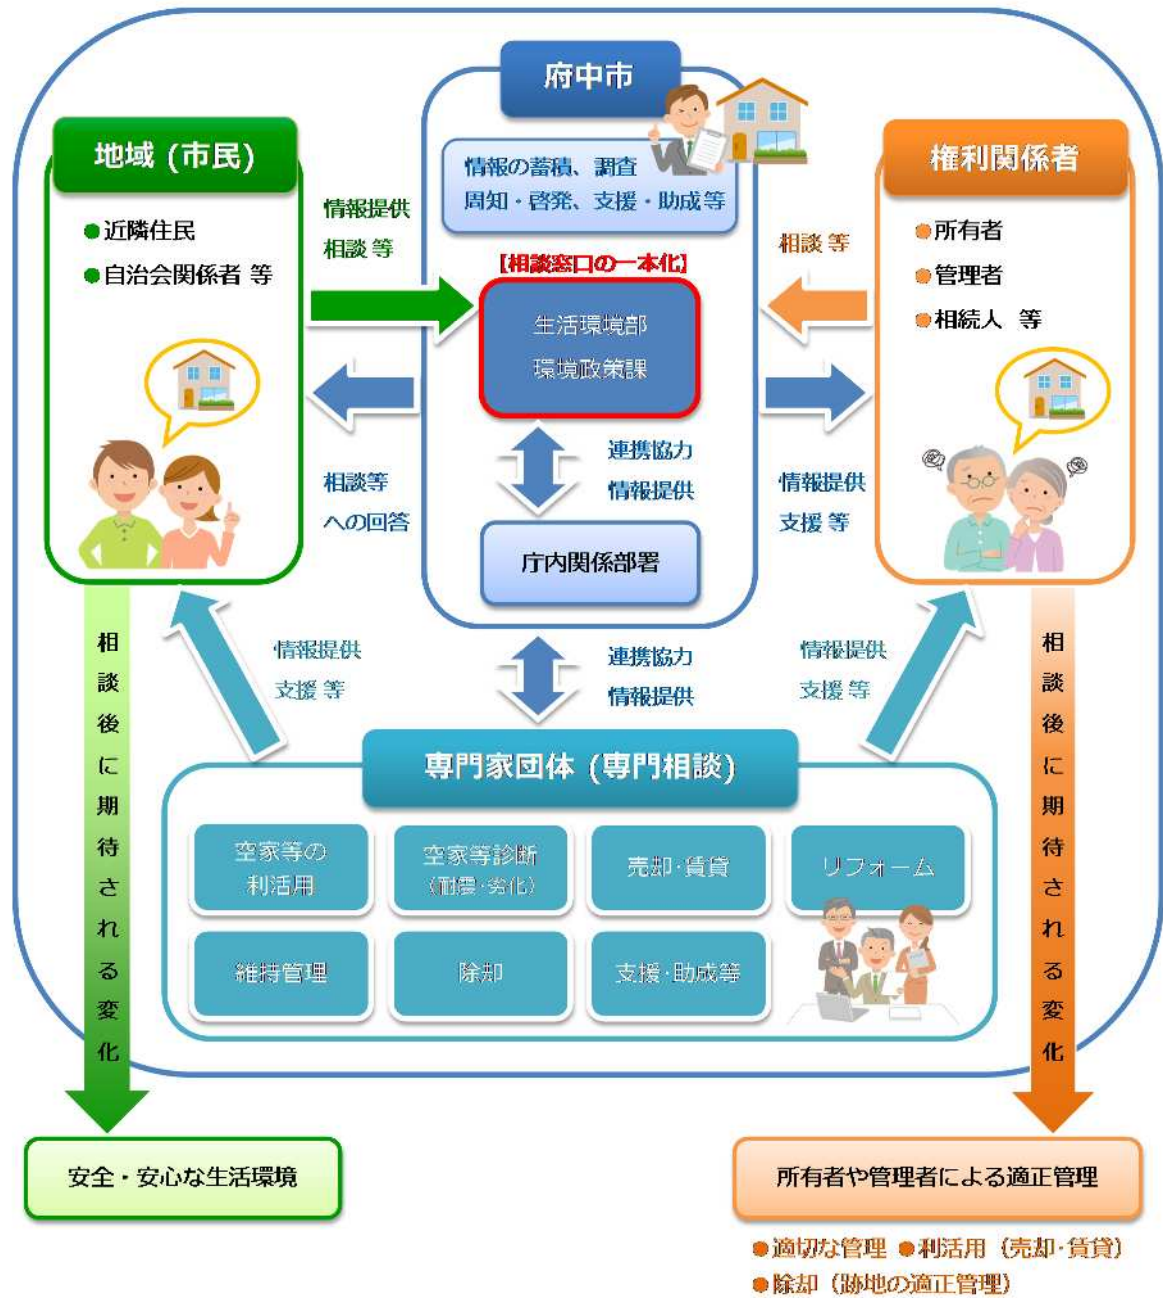 府中市
情報の蓄積、調査
周知・啓発、支援・助成等
【相談窓口の一本化】
生活環境部
環境政策課
連携協力
情報提供
庁内関係部署
地域（市民）
●近隣住民
●自治会関係者 等
情報提供
相談 等
相談等
への回答
権利関係者
●所有者
●管理者
●相続人 等
相談 等
情報提供
支援 等
情報提供
支援 等
連携協力
情報提供
情報提供
支援 等
専門家団体（専門相談）
空家等の
利活用
空家等診断
（耐震・劣化）
売却・賃貸
リフォーム
維持管理
除却
支援・助成等
相談後に期待される変化
相談後に期待される変化
安全・安心な生活環境
所有者や管理者による適正管理
●適切な管理 ●利活用（売却・賃貸）
●除却（跡地の適正管理）